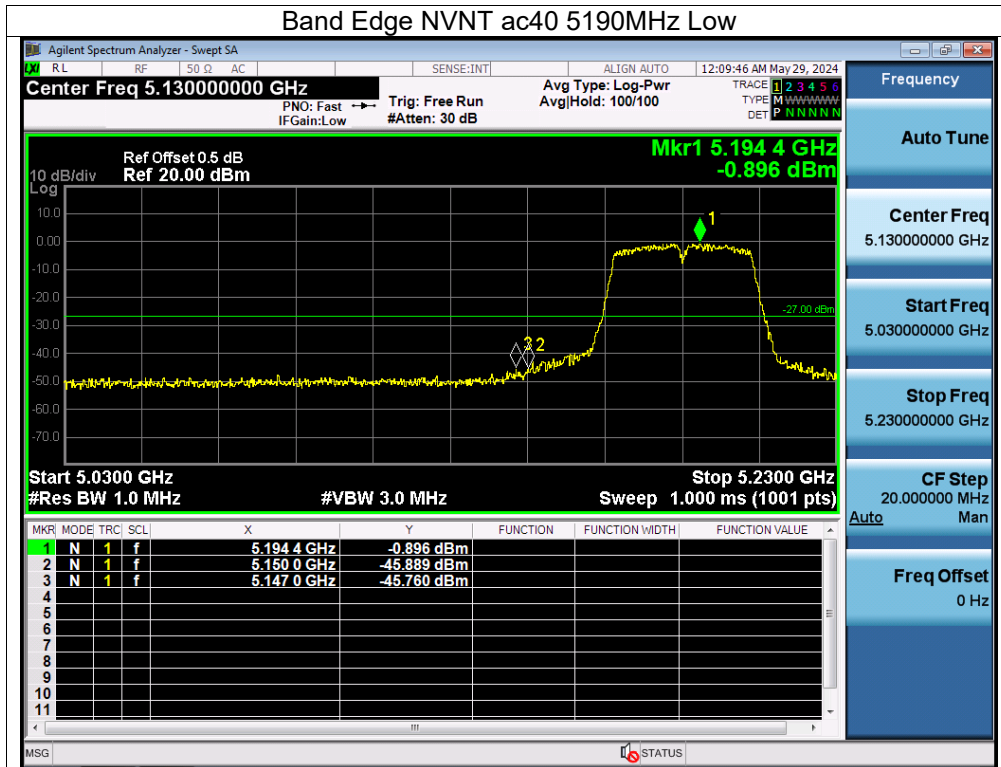 Band Edge NVNT ac40 5190MHz Low
Agilent Spectrum Analyzer - Swept SA
LXI RL RF 50 Ω AC SENSE:INT ALIGN AUTO 12:09:46 AM May 29, 2024
Center Freq 5.130000000 GHz
PNO: Fast Trig: Free Run Avg Type: Log-Pwr TRACE 1 2 3 4 5 6
IFGain:Low #Atten: 30 dB Avg|Hold: 100/100 TYPE M WWWWW
DET P N N N N N
Ref Offset 0.5 dB Mkr1 5.194 4 GHz
10 dB/div Ref 20.00 dBm -0.896 dBm
Log
10.0
1
0.00
-10.0
-20.0
-27.00 dBm
-30.0
3 2
-40.0
-50.0
-60.0
-70.0
Start 5.0300 GHz Stop 5.2300 GHz
#Res BW 1.0 MHz #VBW 3.0 MHz Sweep 1.000 ms (1001 pts)
MKR MODE TRC SCL X Y FUNCTION FUNCTION WIDTH FUNCTION VALUE
1 N 1 f 5.194 4 GHz -0.896 dBm
2 N 1 f 5.150 0 GHz -45.889 dBm
3 N 1 f 5.147 0 GHz -45.760 dBm
4
5
6
7
8
9
10
11
MSG STATUS
Frequency
Auto Tune
Center Freq
5.130000000 GHz
Start Freq
5.030000000 GHz
Stop Freq
5.230000000 GHz
CF Step
20.000000 MHz
Auto Man
Freq Offset
0 Hz